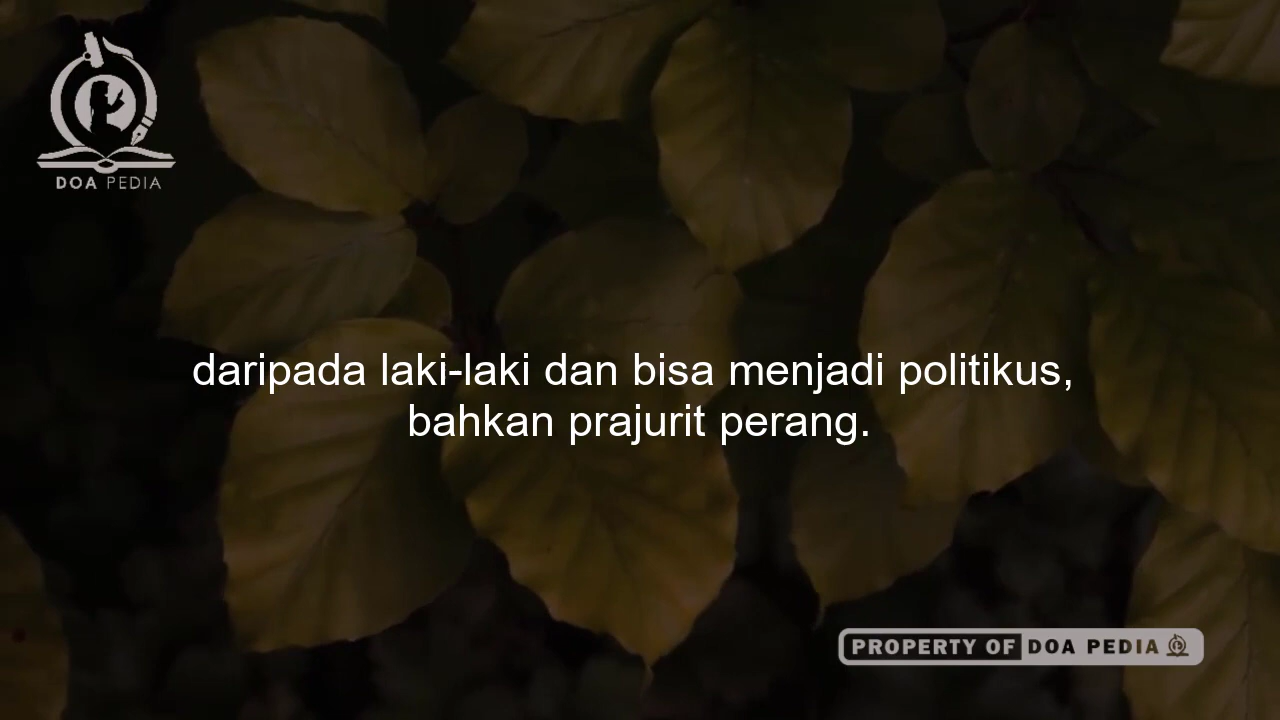 DOA PEDIA
daripada laki-laki dan bisa menjadi politikus,
bahkan prajurit perang.
PROPERTY OF DOA PEDIA